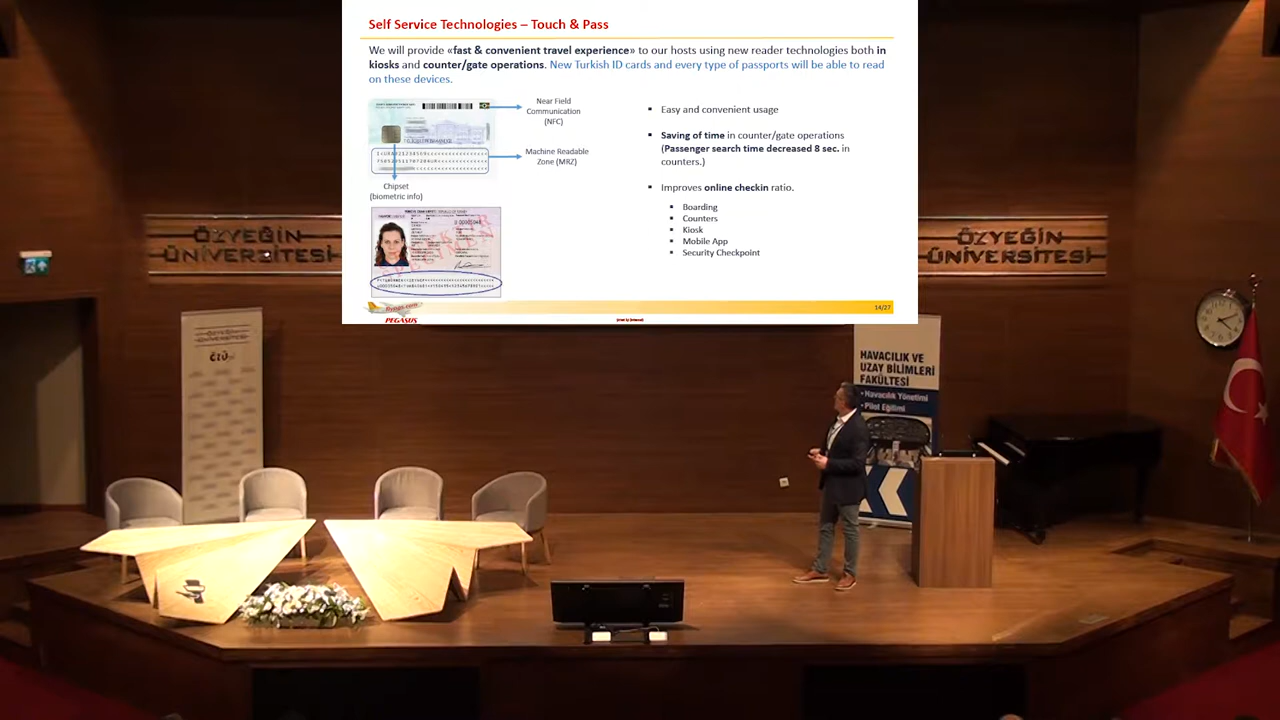 Self Service Technologies – Touch & Pass
We will provide «fast & convenient travel experience» to our hosts using new reader technologies both in
kiosks and counter/gate operations. New Turkish ID cards and every type of passports will be able to read
on these devices.
Near Field
Communication
(NFC)
Machine Readable
Zone (MRZ)
Chipset
(biometric info)
▪ Easy and convenient usage
▪ Saving of time in counter/gate operations
(Passenger search time decreased 8 sec. in
counters.)
▪ Improves online checkin ratio.
▪ Boarding
▪ Counters
▪ Kiosk
▪ Mobile App
▪ Security Checkpoint
flypgs.com
PEGASUS
14/27
ÖZYEĞİN
ÜNİVERSİTESİ
ÖZYEĞİN
ÜNİVERSİTESİ
HAVACILIK VE
UZAY BİLİMLERİ
FAKÜLTESİ
• Havacılık Yönetimi
• Pilot Eğitimi